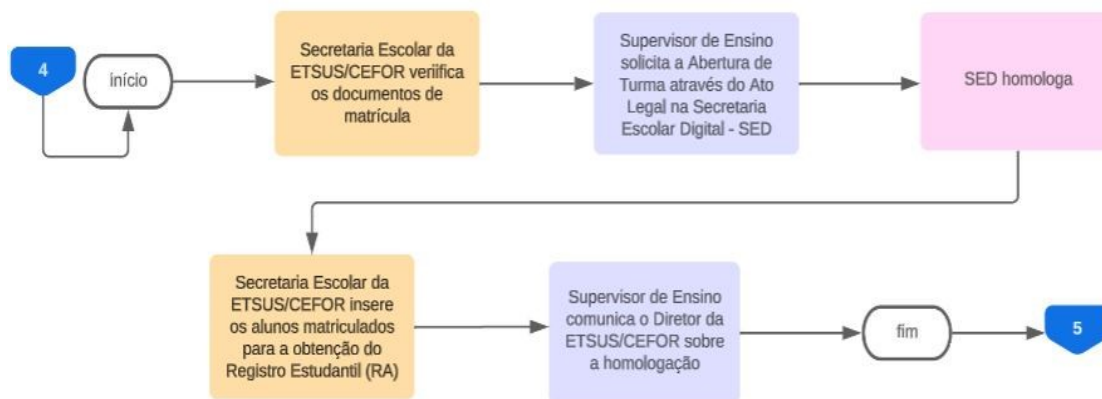 4
início
Secretaria Escolar da
ETSUS/CEFOR veriifica
os documentos de
matrícula
Supervisor de Ensino
solicita a Abertura de
Turma através do Ato
Legal na Secretaria
Escolar Digital - SED
SED homologa
Secretaria Escolar da
ETSUS/CEFOR insere
os alunos matriculados
para a obtenção do
Registro Estudantil (RA)
Supervisor de Ensino
comunica o Diretor da
ETSUS/CEFOR sobre
a homologação
fim
5